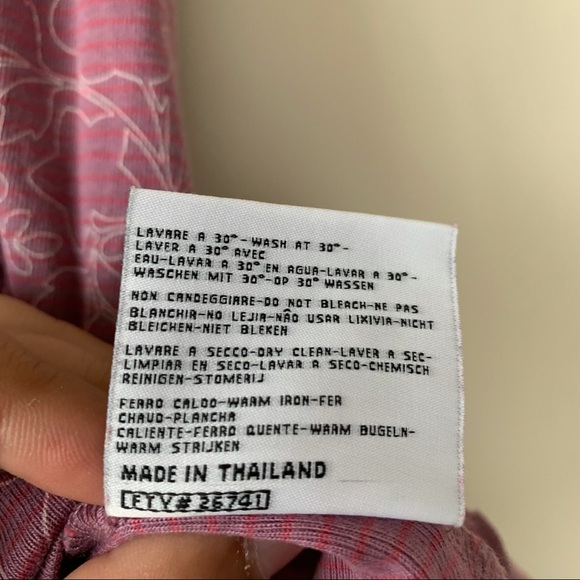 LAVARE A 30°-WASH AT 30°-
LAVER A 30° AVEC
EAU-LAVAR A 30° EN AGUA-LAVAR A 30°-
WASCHEN MIT 30°-OP 30° WASSEN
NON CANDEGGIARE-DO NOT BLEACH-NE PAS
BLANCHIR-NO LEJIA-NÃO USAR LIXIVIA-NICHT
BLEICHEN-NIET BLEKEN
LAVARE A SECCO-DRY CLEAN-LAVER A SEC-
LIMPIAR EN SECO-LAVAR A SECO-CHEMISCH
REINIGEN-STOMERIJ
FERRO CALDO-WARM IRON-FER
CHAUD-PLANCHA
CALIENTE-FERRO QUENTE-WARM BUGELN-
WARM STRIJKEN
MADE IN THAILAND
ETV# 26741